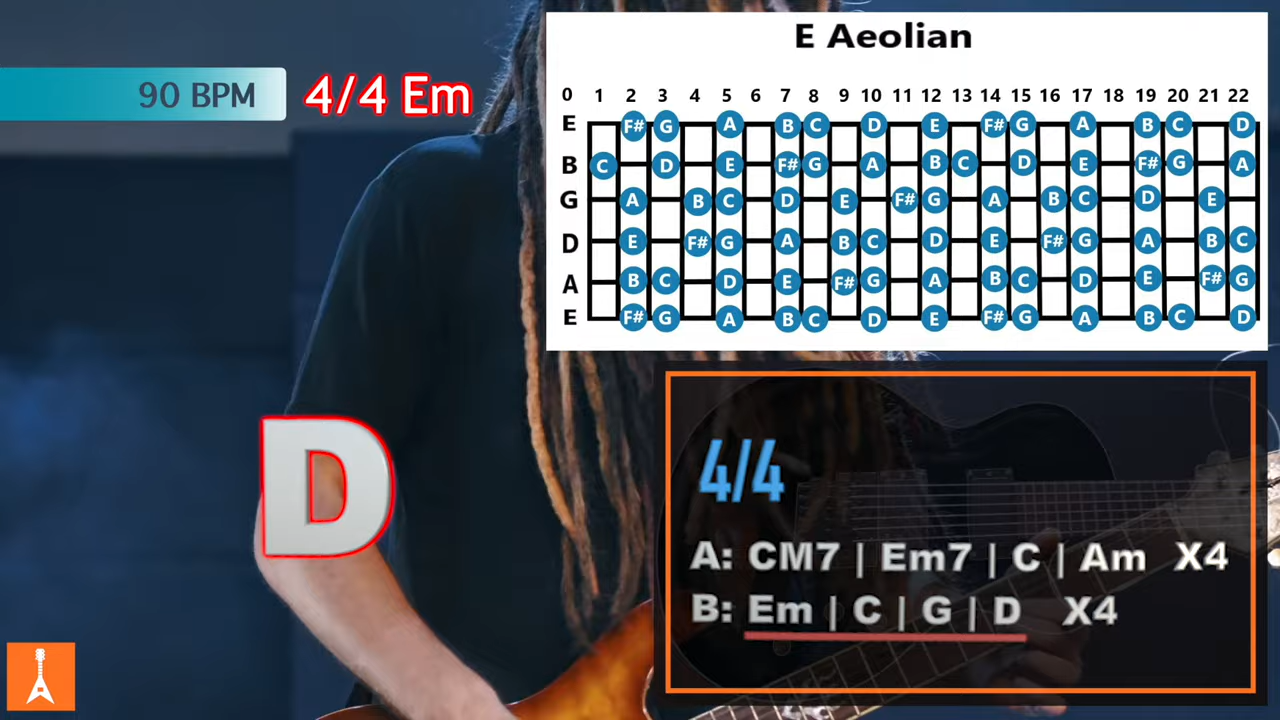 90 BPM
4/4 Em
E Aeolian
0 1 2 3 4 5 6 7 8 9 10 11 12 13 14 15 16 17 18 19 20 21 22
E F# G A B C D E F# G A B C D
B C D E F# G A B C D E F# G A
G A B C D E F# G A B C D E
D E F# G A B C D E F# G A B C
A B C D E F# G A B C D E F# G
E F# G A B C D E F# G A B C D
D
4/4
A: CM7 | Em7 | C | Am X4
B: Em | C | G | D X4